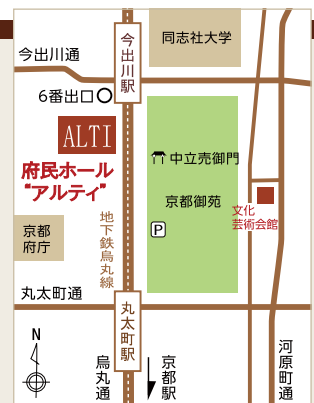 同志社大学
今出川駅
今出川通
6番出口
ALTI
府民ホール
“アルティ”
中立売御門
京都御苑
P
文化
芸術会館
京都
府庁
地下鉄烏丸線
丸太町通
丸太町駅
N
烏丸通
京都駅
河原町通